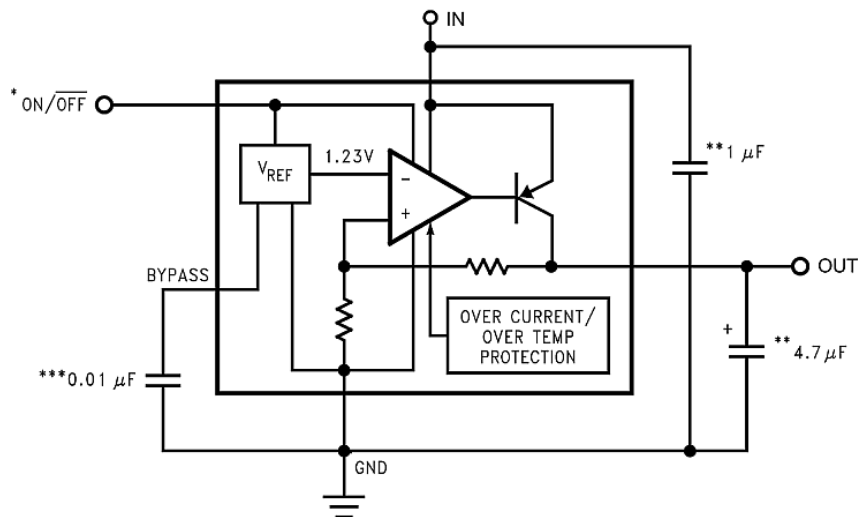 IN
* ON/OFF
**1 μF
VREF
1.23V
−
+
BYPASS
OUT
OVER CURRENT/
OVER TEMP
PROTECTION
+
**4.7 μF
***0.01 μF
GND